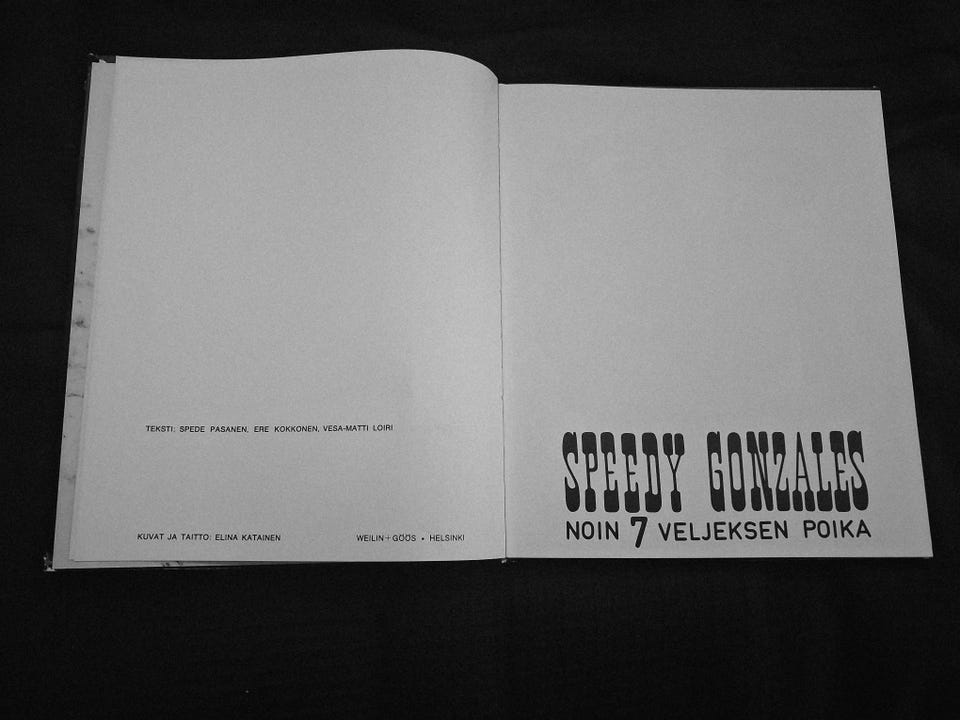 TEKSTI: SPEDE PASANEN, ERE KOKKONEN, VESA-MATTI LOIRI
KUVAT JA TAITTO: ELINA KATAINEN
WEILIN+GÖÖS • HELSINKI
SPEEDY GONZALES
NOIN 7 VELJEKSEN POIKA